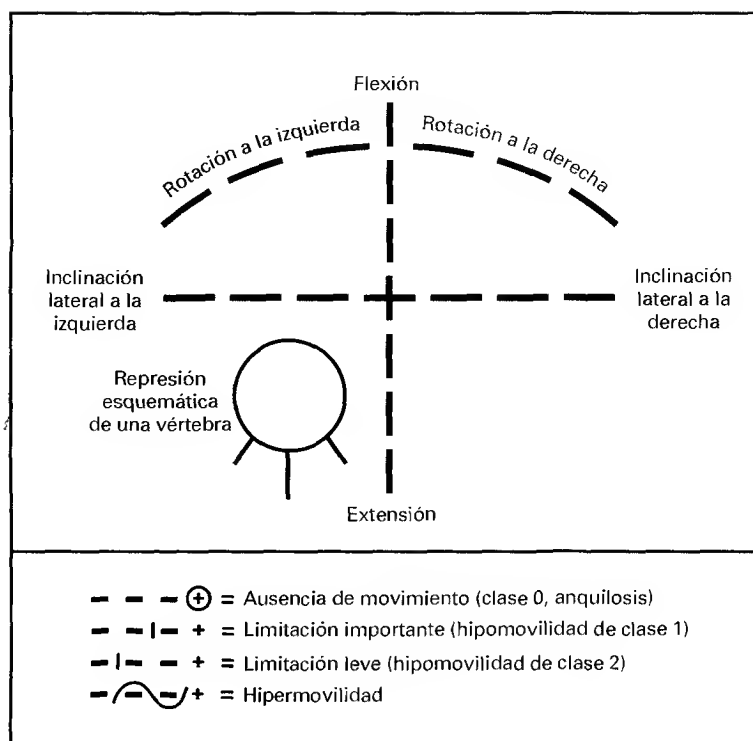 Flexión
Rotación a la izquierda
Rotación a la derecha
Inclinación
lateral a la
izquierda
Inclinación
lateral a la
derecha
Represión
esquemática
de una vértebra
Extensión
+ = Ausencia de movimiento (clase 0, anquilosis)
+ = Limitación importante (hipomovilidad de clase 1)
+ = Limitación leve (hipomovilidad de clase 2)
+ = Hipermovilidad